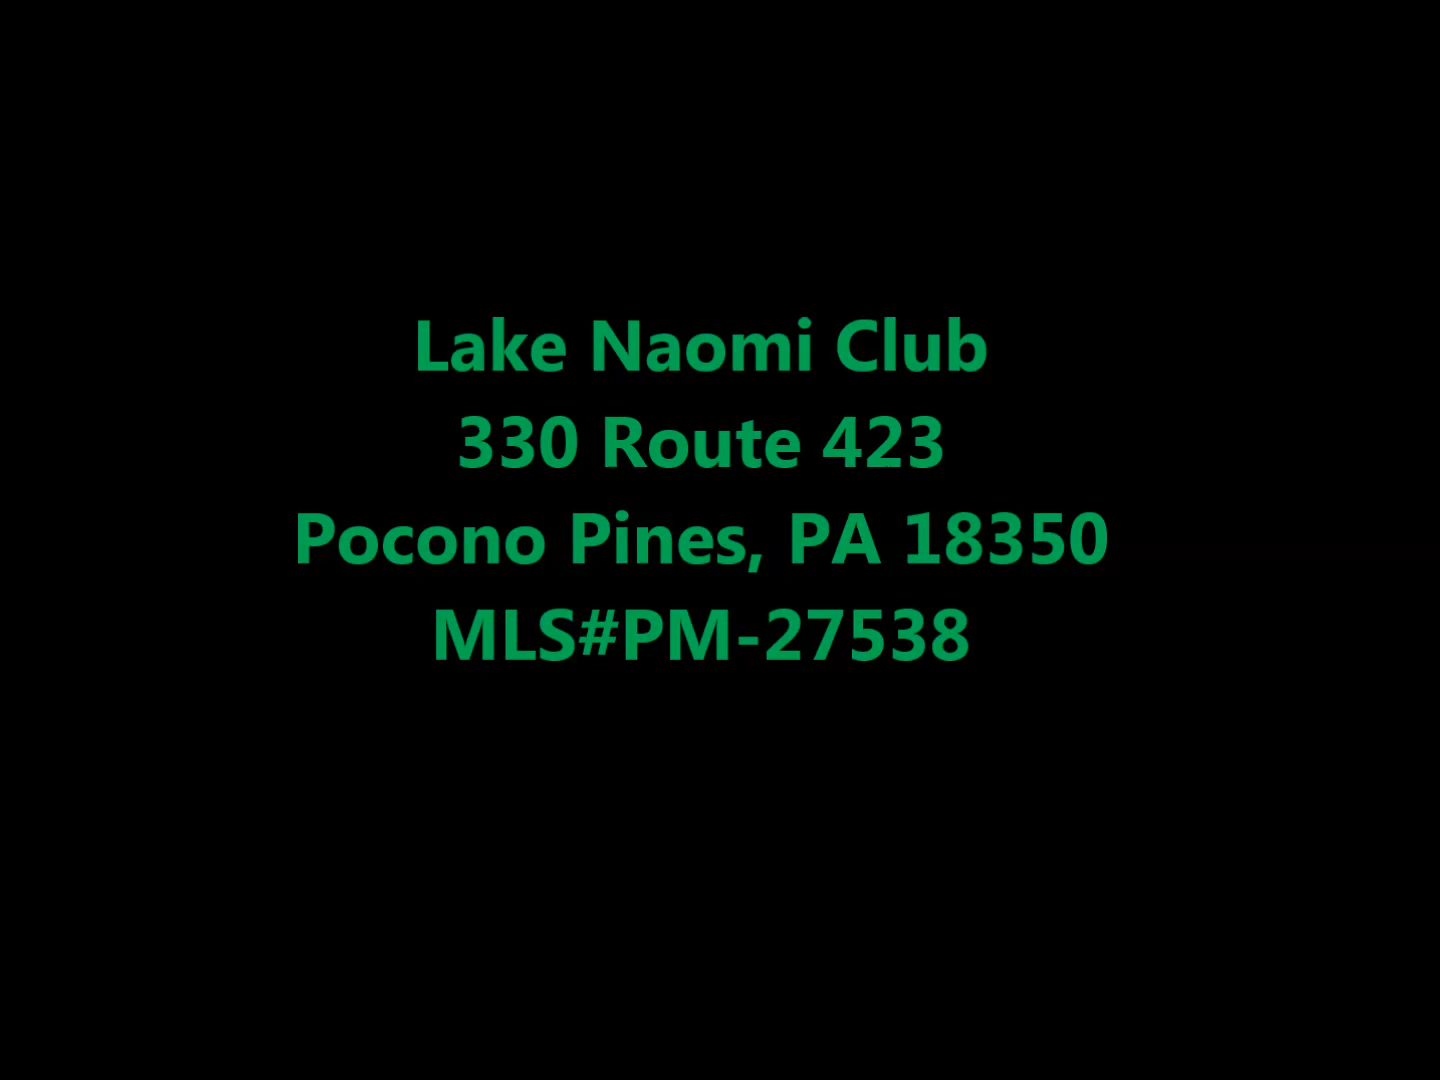 Lake Naomi Club
330 Route 423
Pocono Pines, PA 18350
MLS#PM-27538